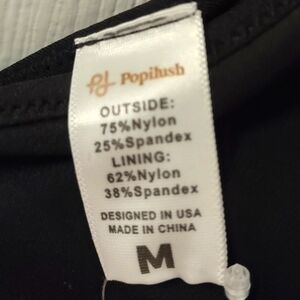 Popilush
OUTSIDE:
75%Nylon
25%Spandex
LINING:
62%Nylon
38%Spandex
DESIGNED IN USA
MADE IN CHINA
M